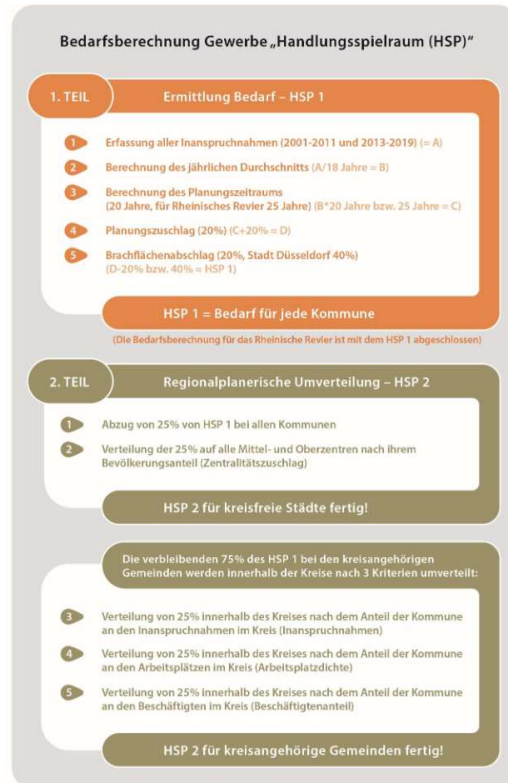 Bedarfsberechnung Gewerbe „Handlungsspielraum (HSP)“
1. TEIL
Ermittlung Bedarf – HSP 1
1 Erfassung aller Inanspruchnahmen (2001-2011 und 2013-2019) (= A)
2 Berechnung des jährlichen Durchschnitts (A/18 Jahre = B)
3 Berechnung des Planungszeitraums
(20 Jahre, für Rheinisches Revier 25 Jahre) (B*20 Jahre bzw. 25 Jahre = C)
4 Planungszuschlag (20%) (C+20% = D)
5 Brachflächenabschlag (20%, Stadt Düsseldorf 40%)
(D-20% bzw. 40% = HSP 1)
HSP 1 = Bedarf für jede Kommune
(Die Bedarfsberechnung für das Rheinische Revier ist mit dem HSP 1 abgeschlossen)
2. TEIL
Regionalplanerische Umverteilung – HSP 2
1 Abzug von 25% von HSP 1 bei allen Kommunen
2 Verteilung der 25% auf alle Mittel- und Oberzentren nach ihrem
Bevölkerungsanteil (Zentralitätszuschlag)
HSP 2 für kreisfreie Städte fertig!
Die verbleibenden 75% des HSP 1 bei den kreisangehörigen
Gemeinden werden innerhalb der Kreise nach 3 Kriterien umverteilt:
3 Verteilung von 25% innerhalb des Kreises nach dem Anteil der Kommune
an den Inanspruchnahmen im Kreis (Inanspruchnahmen)
4 Verteilung von 25% innerhalb des Kreises nach dem Anteil der Kommune
an den Arbeitsplätzen im Kreis (Arbeitsplatzdichte)
5 Verteilung von 25% innerhalb des Kreises nach dem Anteil der Kommune
an den Beschäftigten im Kreis (Beschäftigtenanteil)
HSP 2 für kreisangehörige Gemeinden fertig!